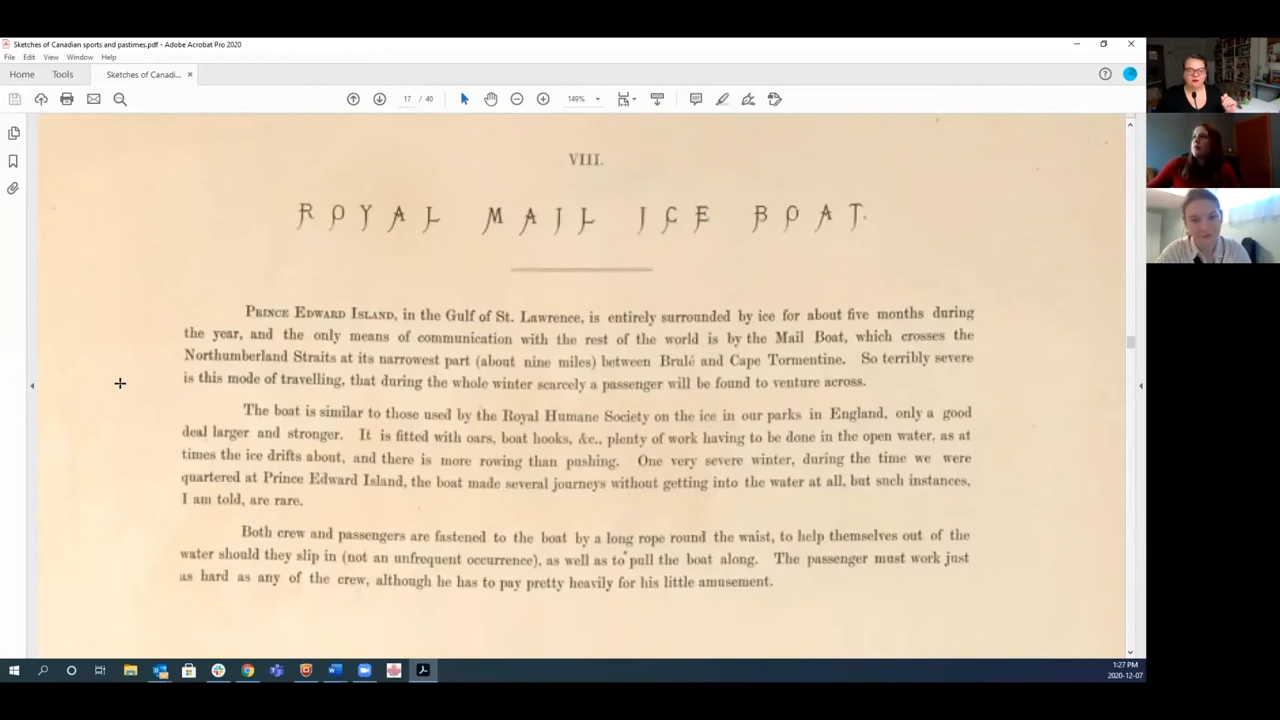 Sketches of Canadian sports and pastimes.pdf - Adobe Acrobat Pro 2020
File Edit View Window Help
Home Tools Sketches of Canadi... ×
17 / 40 149%
VIII.
ROYAL MAIL ICE BOAT.
PRINCE EDWARD ISLAND, in the Gulf of St. Lawrence, is entirely surrounded by ice for about five months during
the year, and the only means of communication with the rest of the world is by the Mail Boat, which crosses the
Northumberland Straits at its narrowest part (about nine miles) between Brulé and Cape Tormentine. So terribly severe
is this mode of travelling, that during the whole winter scarcely a passenger will be found to venture across.
The boat is similar to those used by the Royal Humane Society on the ice in our parks in England, only a good
deal larger and stronger. It is fitted with oars, boat hooks, &c., plenty of work having to be done in the open water, as at
times the ice drifts about, and there is more rowing than pushing. One very severe winter, during the time we were
quartered at Prince Edward Island, the boat made several journeys without getting into the water at all, but such instances,
I am told, are rare.
Both crew and passengers are fastened to the boat by a long rope round the waist, to help themselves out of the
water should they slip in (not an unfrequent occurrence), as well as to pull the boat along. The passenger must work just
as hard as any of the crew, although he has to pay pretty heavily for his little amusement.
1:27 PM
2020-12-07